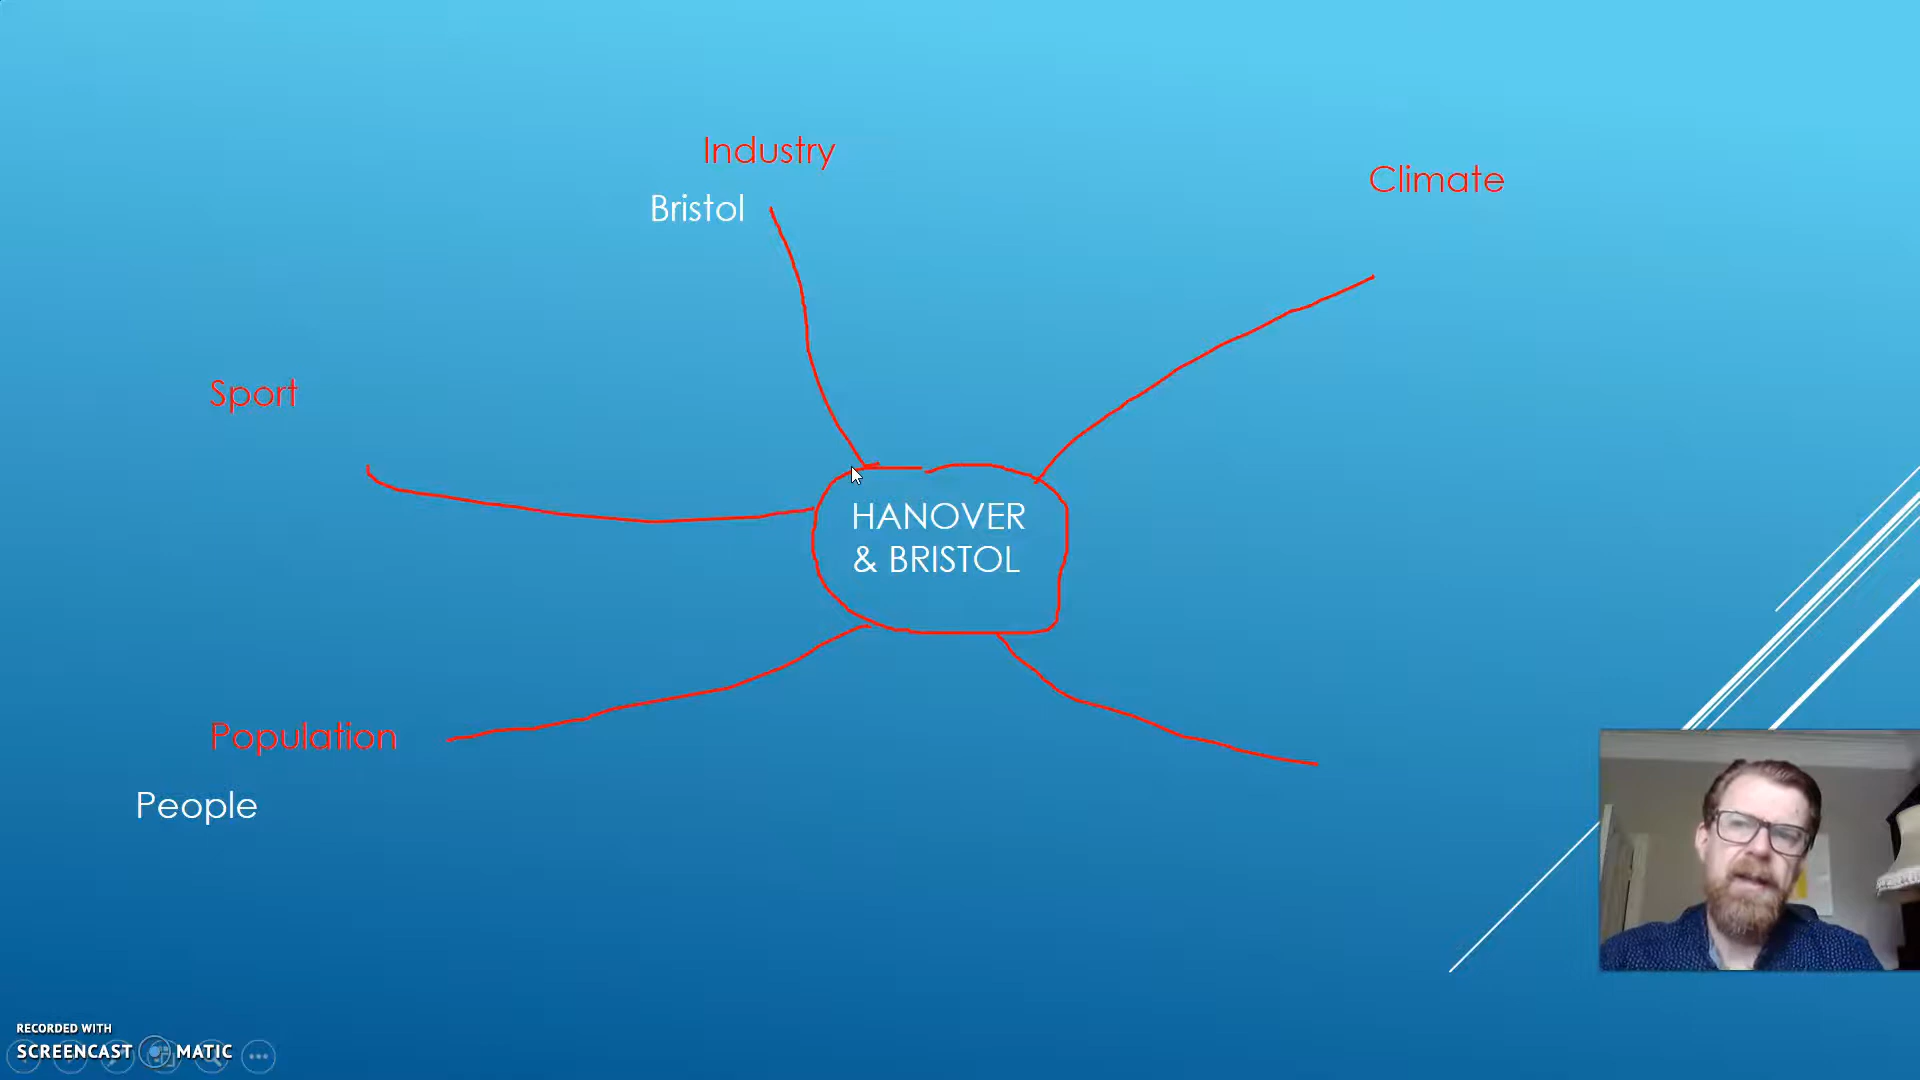 Industry
Bristol
Climate
Sport
HANOVER
& BRISTOL
Population
People
RECORDED WITH
SCREENCAST MATIC